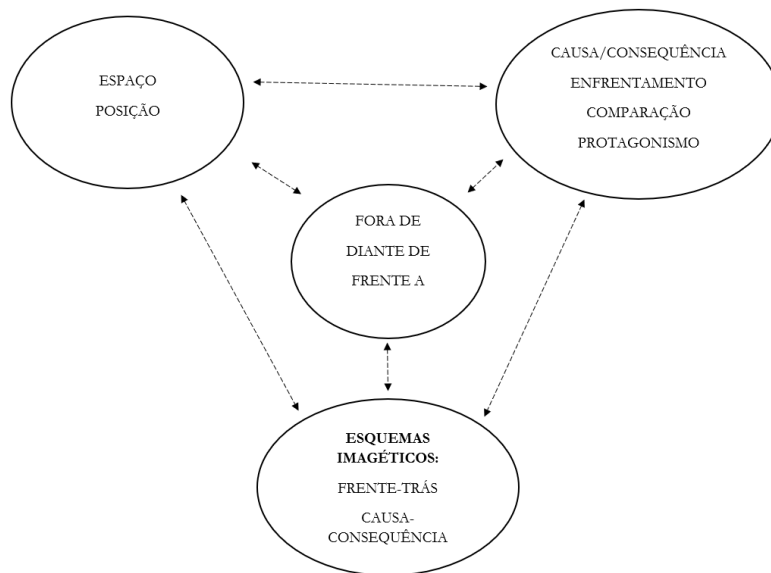 ESPAÇO
POSIÇÃO
CAUSA/CONSEQUÊNCIA
ENFRENTAMENTO
COMPARAÇÃO
PROTAGONISMO
FORA DE
DIANTE DE
FRENTE A
ESQUEMAS
IMAGÉTICOS:
FRENTE-TRÁS
CAUSA-
CONSEQUÊNCIA